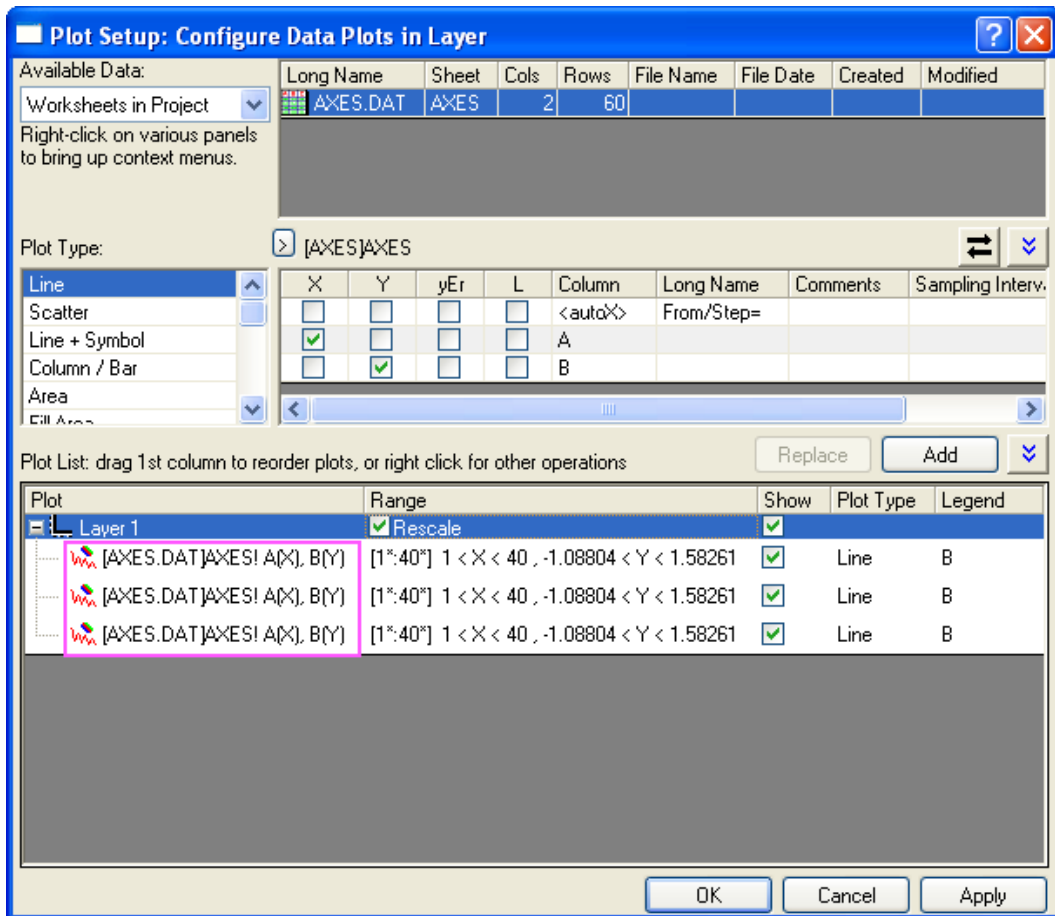 Plot Setup: Configure Data Plots in Layer
Available Data:
Worksheets in Project
Right-click on various panels
to bring up context menus.
Long Name Sheet Cols Rows File Name File Date Created Modified
AXES.DAT AXES 2 60
Plot Type:
> [AXES]AXES
Line
Scatter
Line + Symbol
Column / Bar
Area
Fill Area
X Y yEr L Column Long Name Comments Sampling Interv
<autoX> From/Step=
A
B
Plot List: drag 1st column to reorder plots, or right click for other operations
Replace Add
Plot Range Show Plot Type Legend
Layer 1 Rescale
[AXES.DAT]AXES! A(X), B(Y) [1*:40*] 1 < X < 40 , -1.08804 < Y < 1.58261 Line B
[AXES.DAT]AXES! A(X), B(Y) [1*:40*] 1 < X < 40 , -1.08804 < Y < 1.58261 Line B
[AXES.DAT]AXES! A(X), B(Y) [1*:40*] 1 < X < 40 , -1.08804 < Y < 1.58261 Line B
OK Cancel Apply